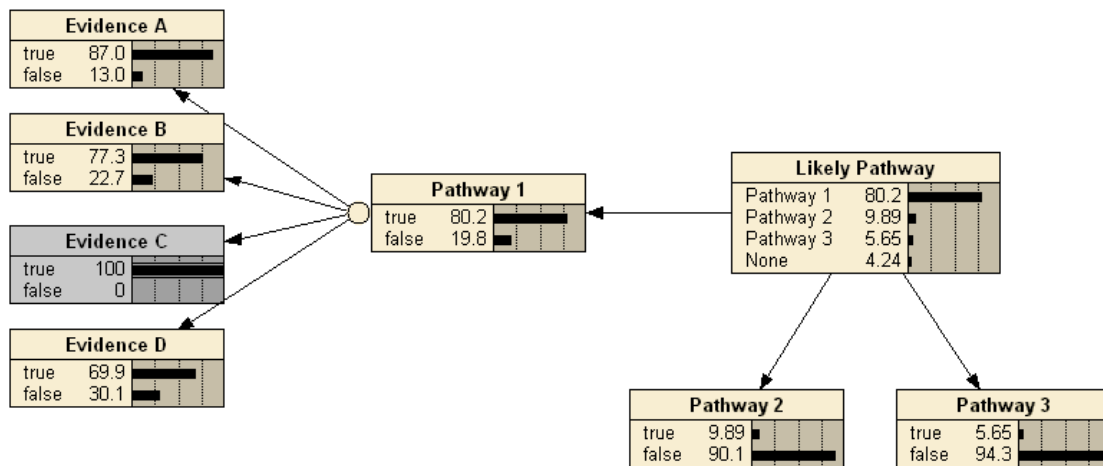 Evidence A
true 87.0
false 13.0
Evidence B
true 77.3
false 22.7
Evidence C
true 100
false 0
Evidence D
true 69.9
false 30.1
Pathway 1
true 80.2
false 19.8
Likely Pathway
Pathway 1 80.2
Pathway 2 9.89
Pathway 3 5.65
None 4.24
Pathway 2
true 9.89
false 90.1
Pathway 3
true 5.65
false 94.3